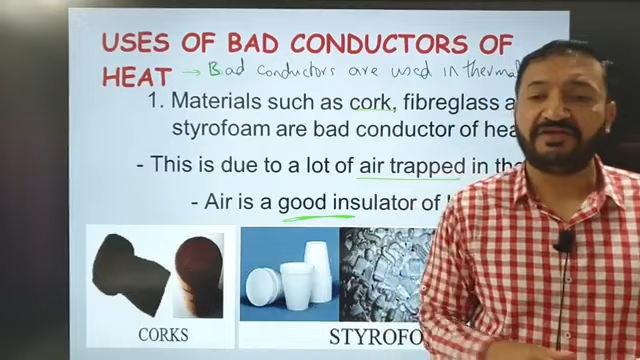 USES OF BAD CONDUCTORS OF
HEAT → Bad conductors are used in thermal
1. Materials such as cork, fibreglass a
styrofoam are bad conductor of hea
- This is due to a lot of air trapped in the
- Air is a good insulator of
CORKS
STYROFO